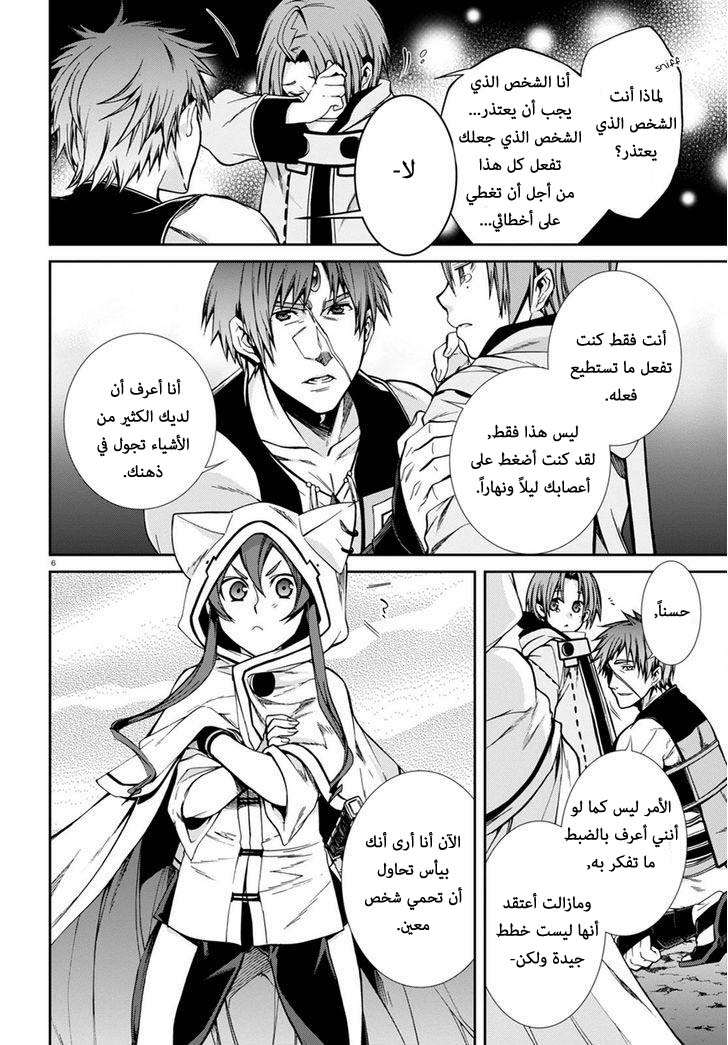 sniff...
لماذا أنت
الشخص الذي
يعتذر؟
أنا الشخص الذي
يجب أن يعتذر...
الشخص الذي جعلك
تفعل كل هذا
من أجل أن تغطي
على أخطائي...
لا-
أنت فقط كنت
تفعل ما تستطيع
فعله.
ليس هذا فقط,
لقد كنت أضغط على
أعصابك ليلاً ونهاراً.
أنا أعرف أن
لديك الكثير من
الأشياء تجول في
ذهنك.
6
حسناً,
الأمر ليس كما لو
أنني أعرف بالضبط
ما تفكر به,
ومازالت أعتقد
أنها ليست خطط
جيدة ولكن-
?
الآن أنا أرى أنك
بيأس تحاول
أن تحمي شخص
معين.